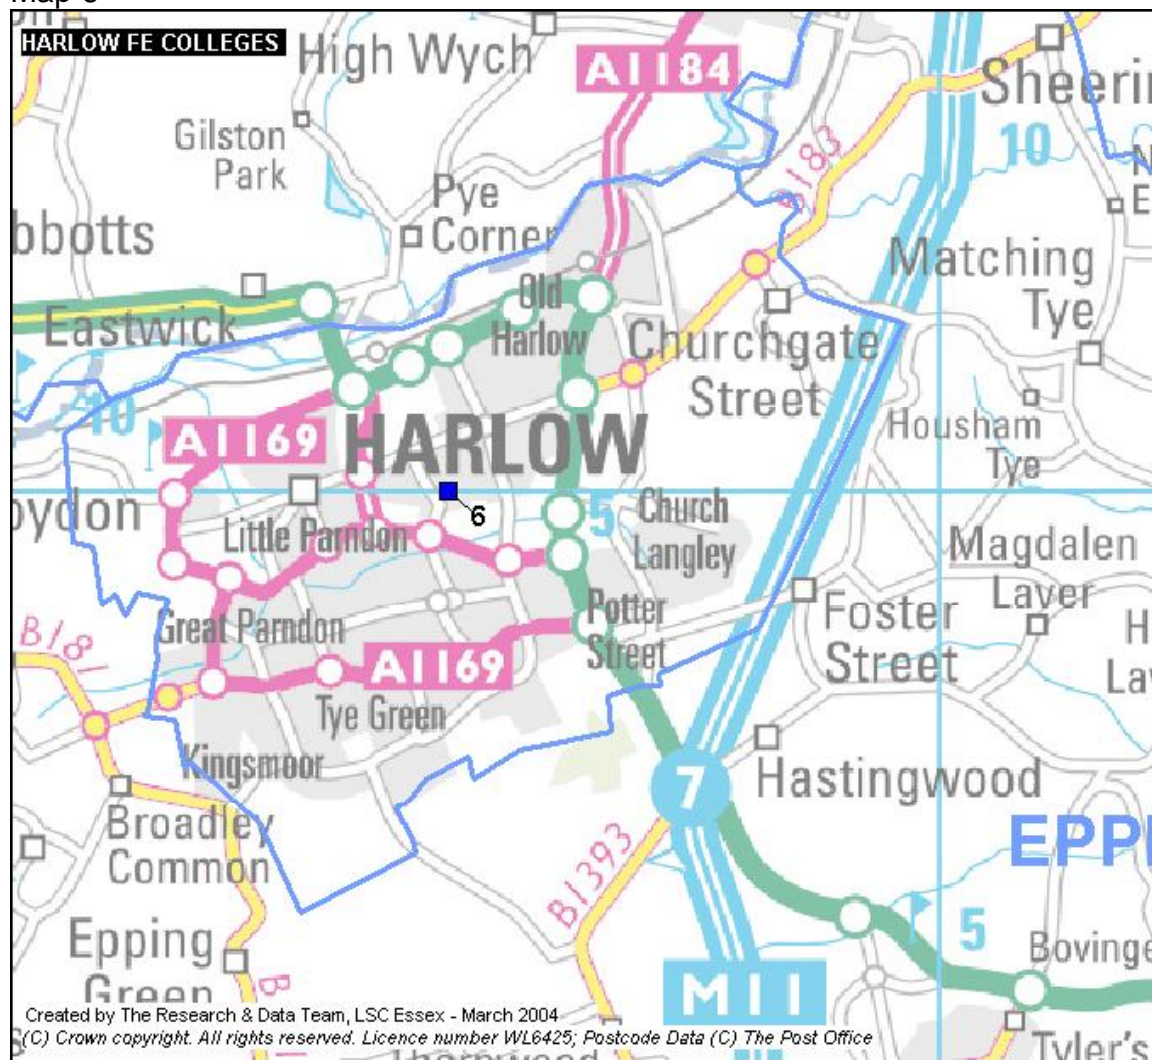 HARLOW FE COLLEGES
High Wych
A1184
Sheerin
Gilston
Park
10
B183
Pye
Corner
bbotts
Matching
Tye
Eastwick
Old
Harlow
Churchgate
Street
10
A1169
HARLOW
Housham
Tye
oydon
6
5
Church
Langley
Little Parndon
Magdalen
Laver
B181
Great Parndon
Potter
Street
Foster
Street
H
La
A1169
Tye Green
Kingsmoor
7
Hastingwood
Broadley
Common
EPPI
B1393
Epping
Green
5
Bovinge
B
M11
Created by The Research & Data Team, LSC Essex - March 2004
(C) Crown copyright. All rights reserved. Licence number WL6425; Postcode Data (C) The Post Office
Tyler's